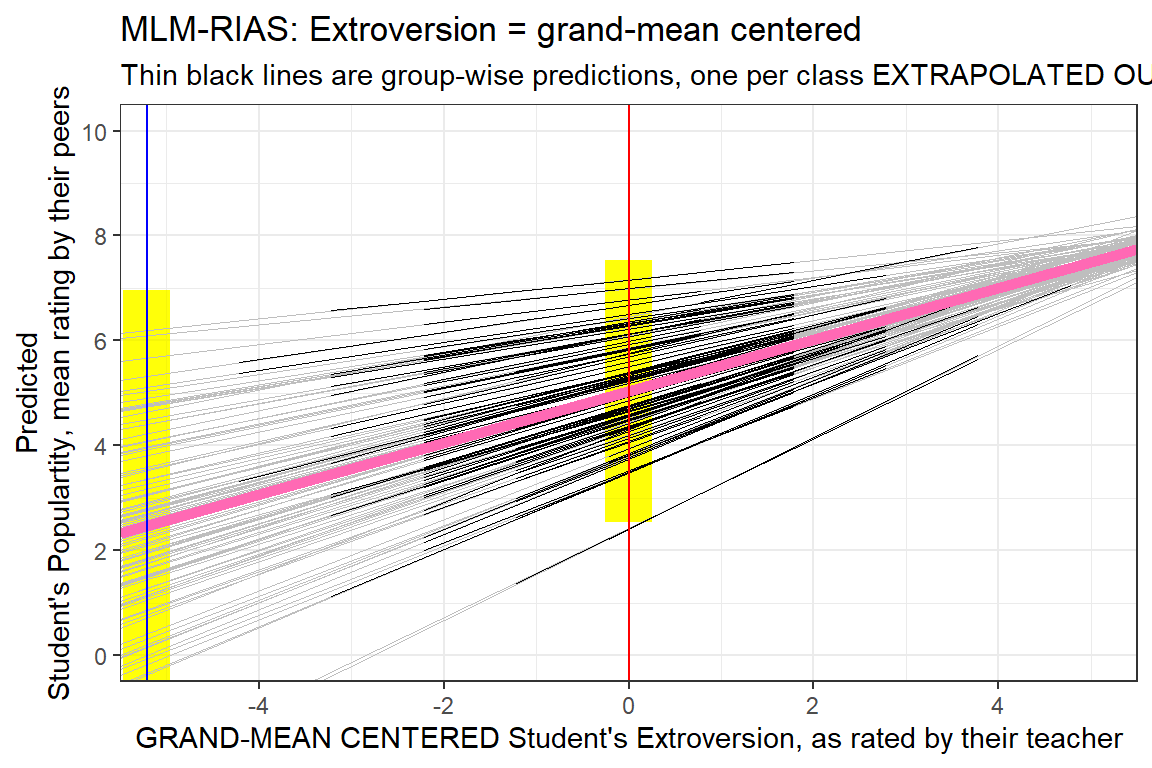 MLM-RIAS: Extroversion = grand-mean centered
Thin black lines are group-wise predictions, one per class EXTRAPOLATED OU
Predicted
Student's Populartity, mean rating by their peers
10
8
6
4
2
0
-4
-2
0
2
4
GRAND-MEAN CENTERED Student's Extroversion, as rated by their teacher